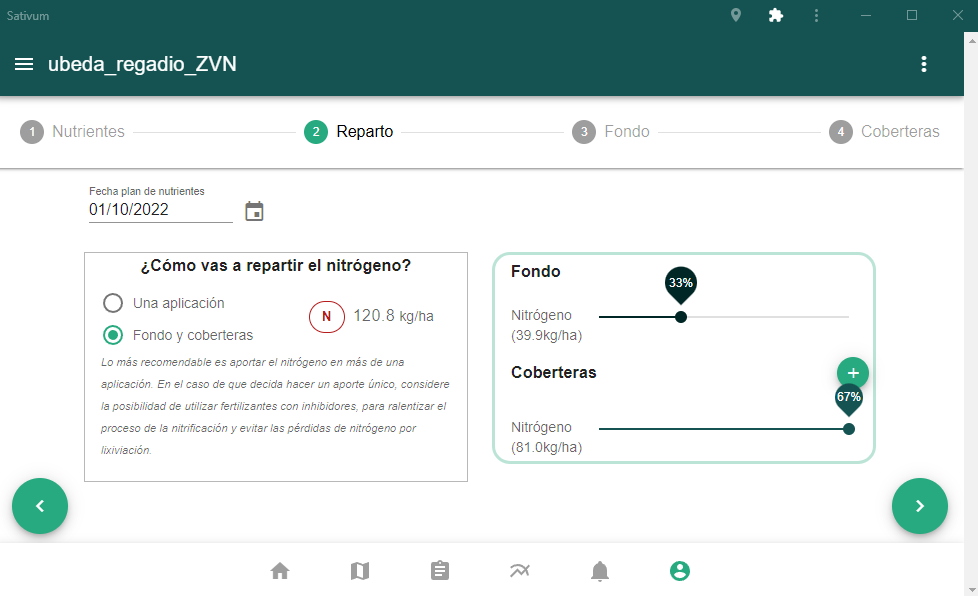 Sativum
ubeda_regadio_ZVN
1 Nutrientes
2 Reparto
3 Fondo
4 Coberteras
Fecha plan de nutrientes
01/10/2022
¿Cómo vas a repartir el nitrógeno?
Una aplicación
Fondo y coberteras
N 120.8 kg/ha
Lo más recomendable es aportar el nitrógeno en más de una
aplicación. En el caso de que decida hacer un aporte único, considere
la posibilidad de utilizar fertilizantes con inhibidores, para ralentizar el
proceso de la nitrificación y evitar las pérdidas de nitrógeno por
lixiviación.
Fondo
33%
Nitrógeno
(39.9kg/ha)
Coberteras
+
67%
Nitrógeno
(81.0kg/ha)